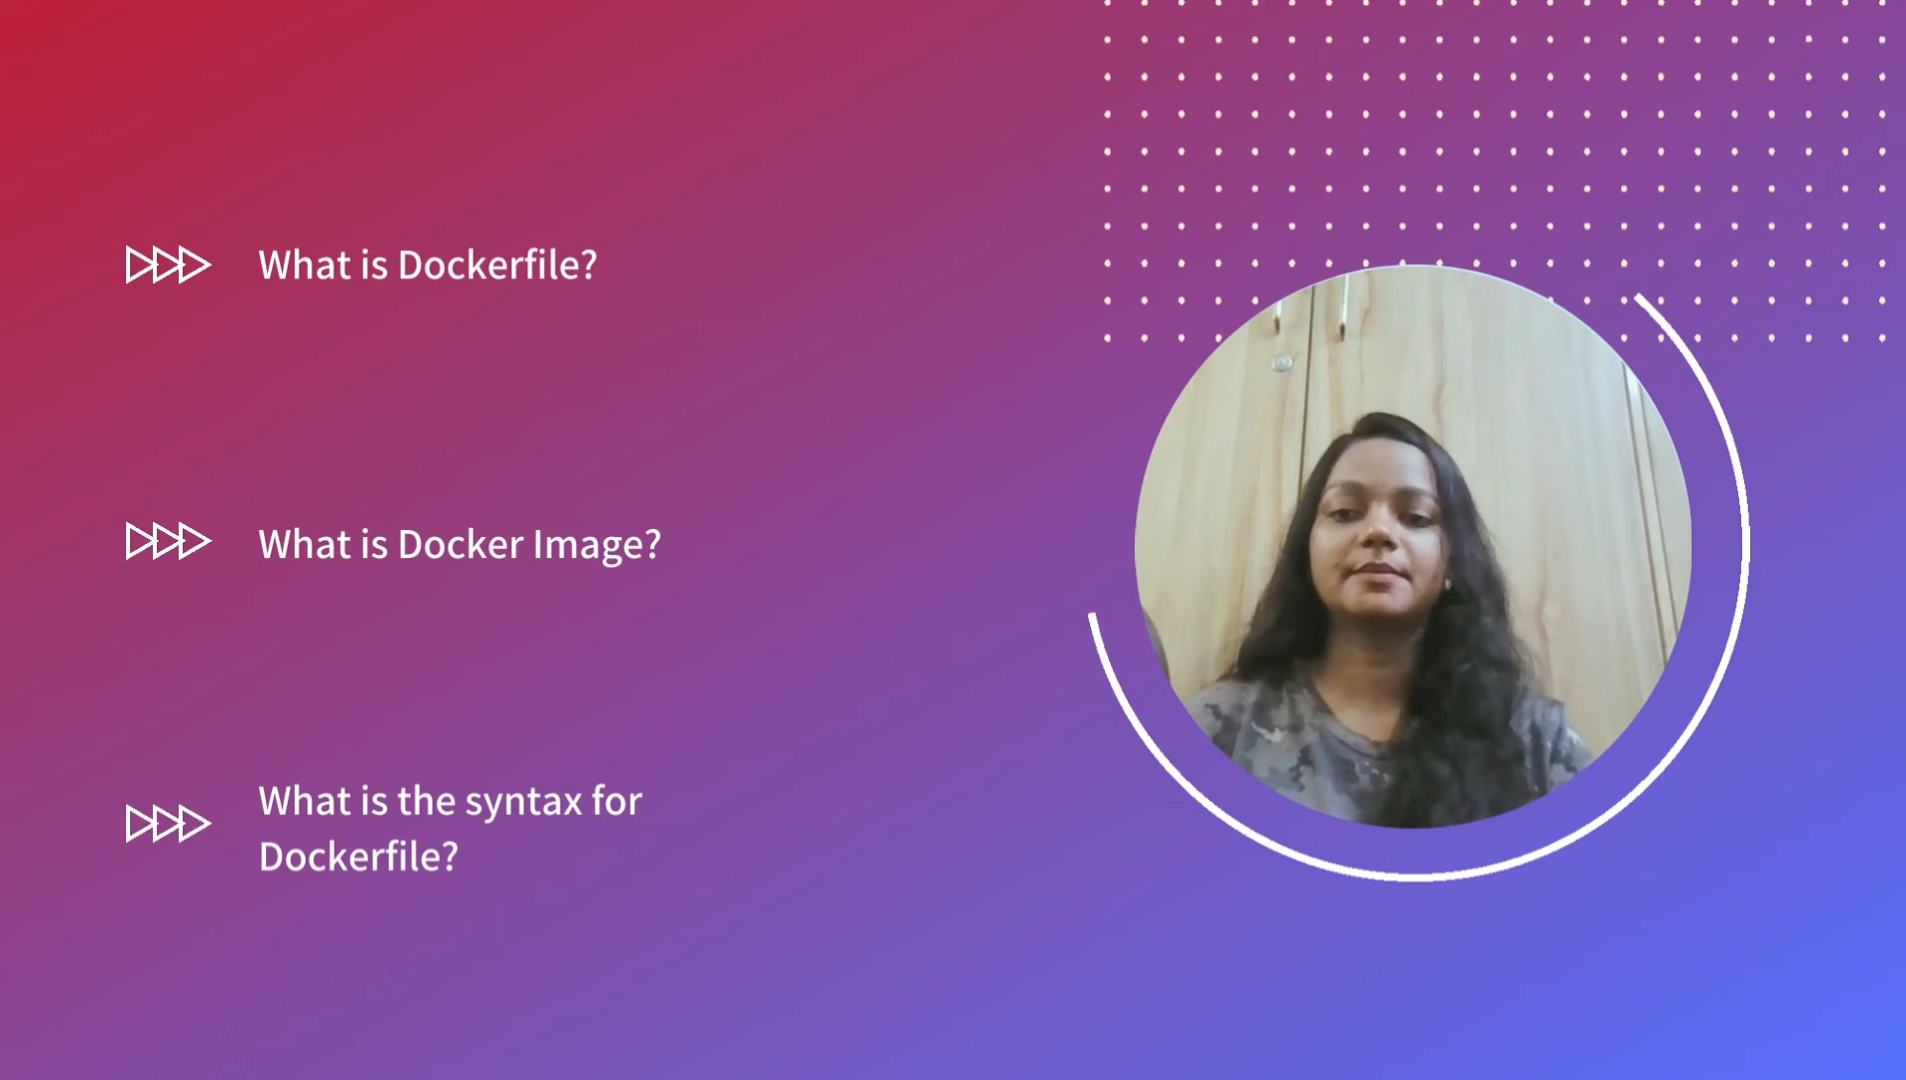 What is Dockerfile?
What is Docker Image?
What is the syntax for
Dockerfile?